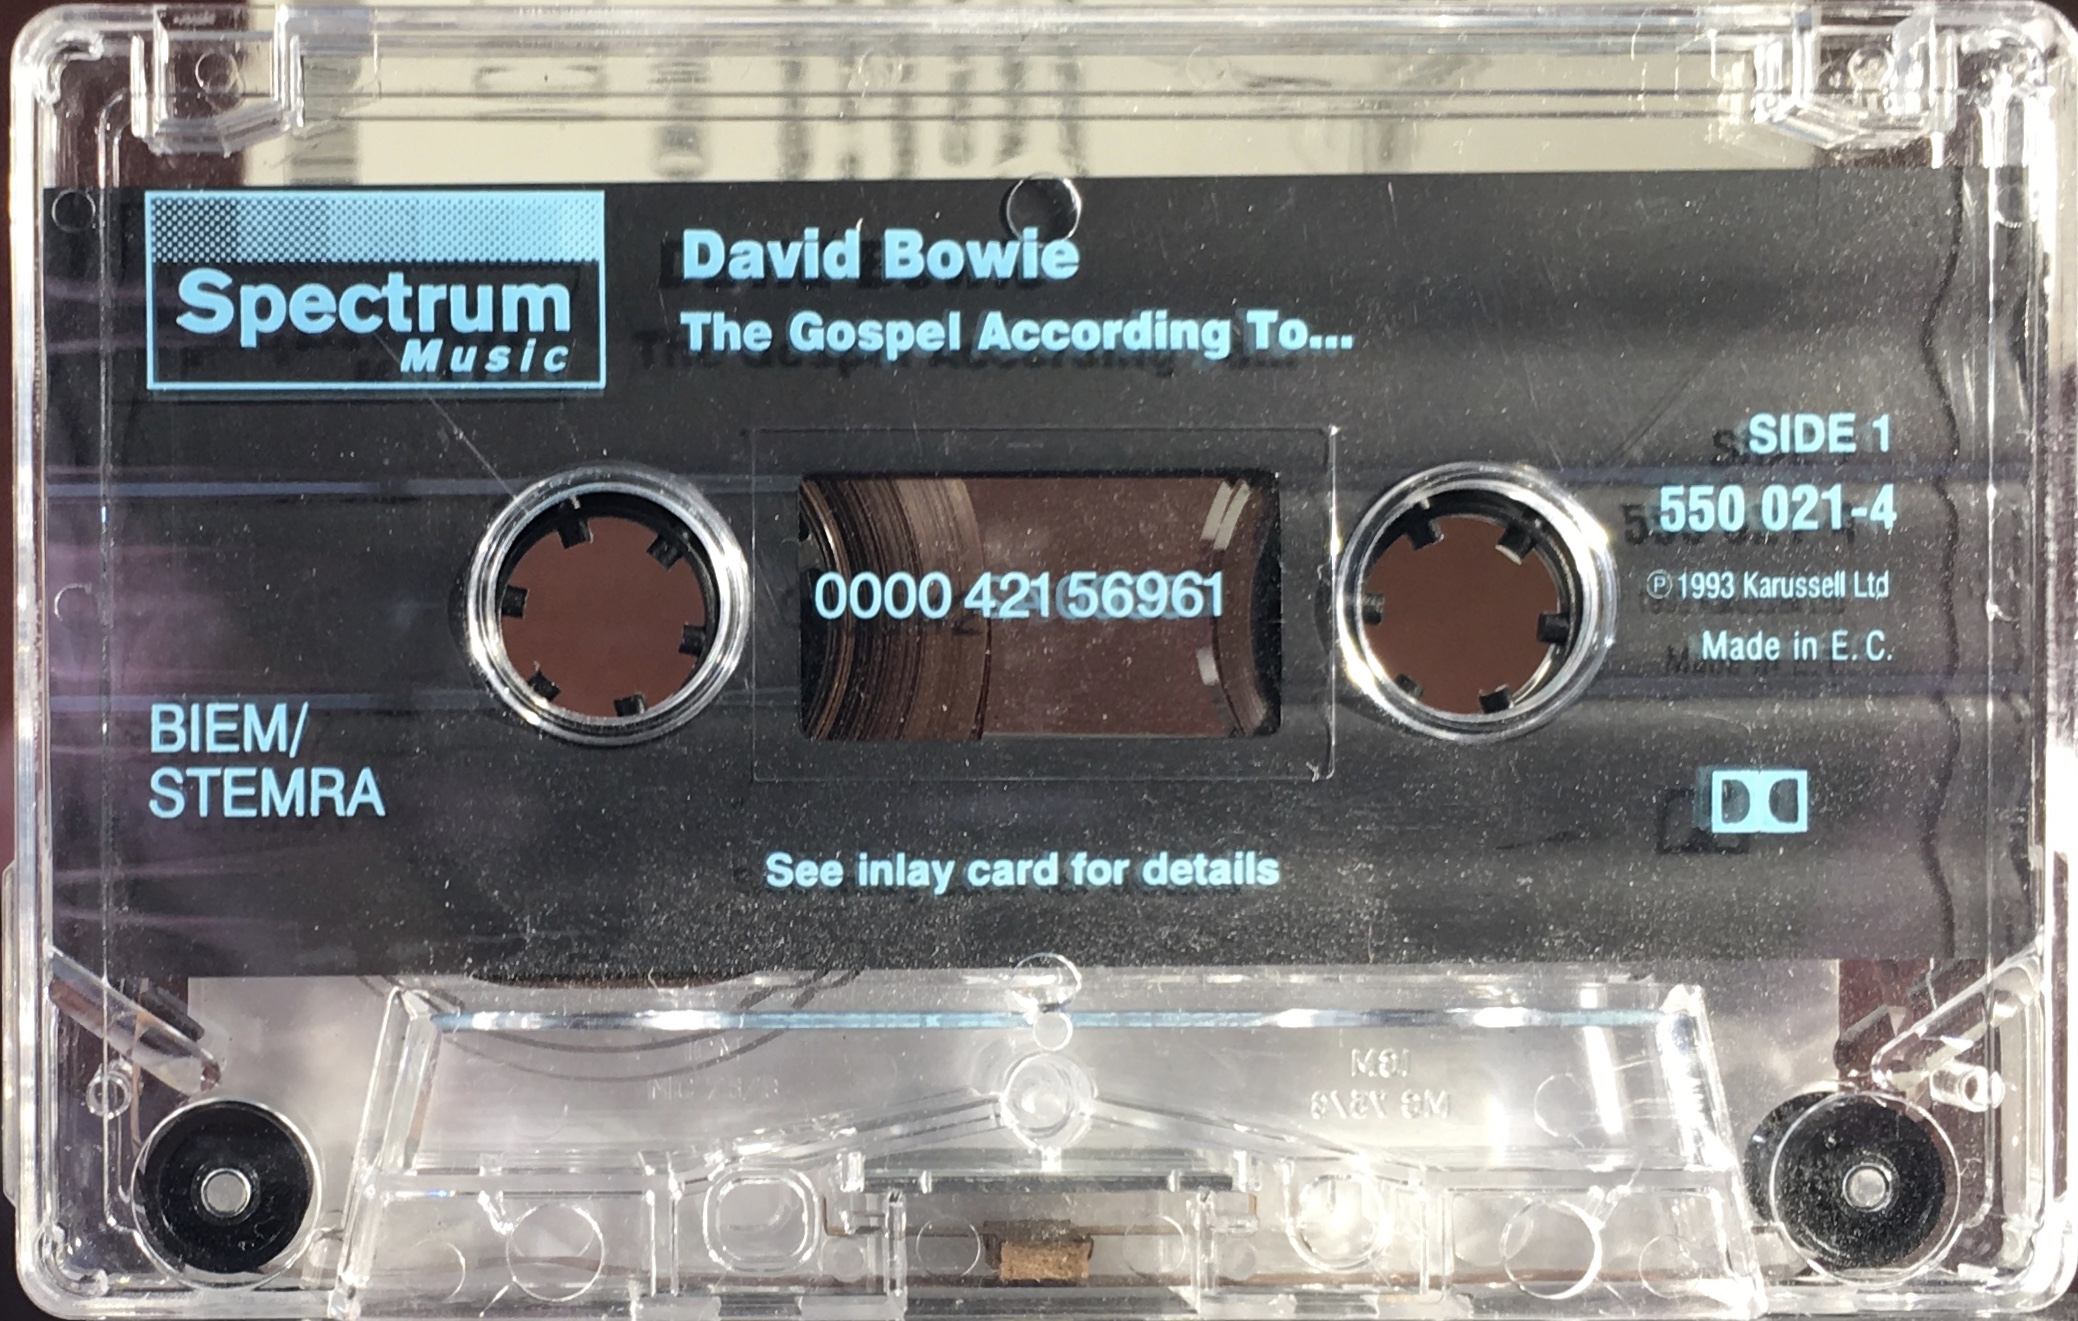 Spectrum
Music
David Bowie
The Gospel According To...
SIDE 1
550 021-4
℗ 1993 Karussell Ltd
Made in E. C.
0000 42156961
BIEM/
STEMRA
See inlay card for details